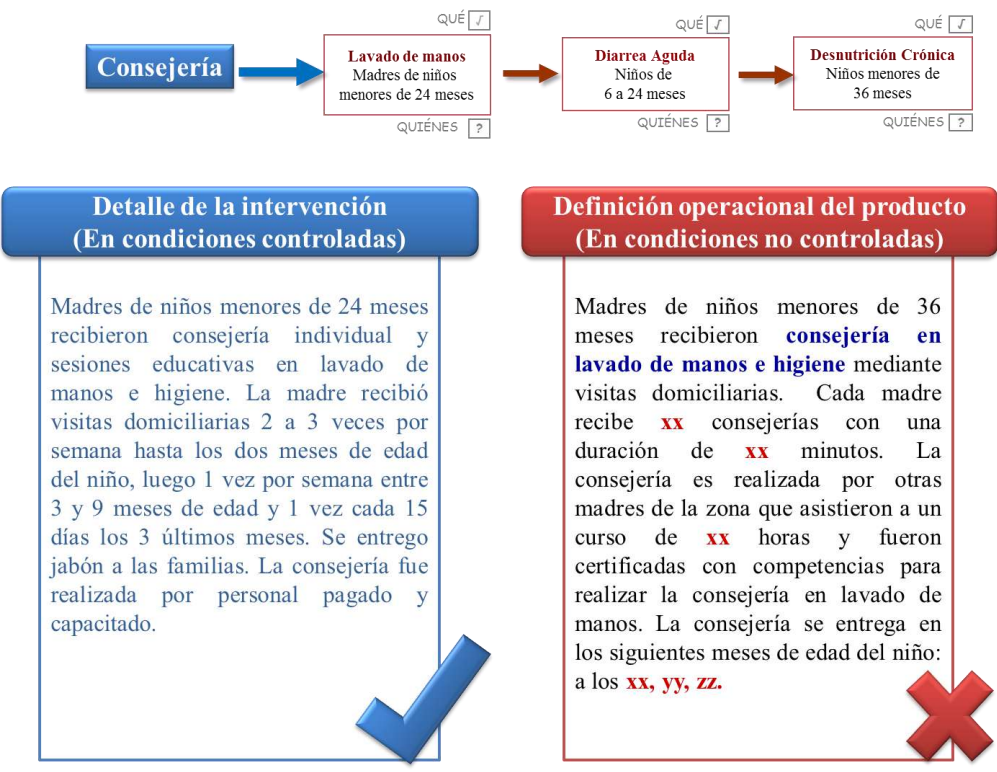 QUÉ √
QUÉ √
QUÉ √
Consejería
Lavado de manos
Madres de niños
menores de 24 meses
Diarrea Aguda
Niños de
6 a 24 meses
Desnutrición Crónica
Niños menores de
36 meses
QUIÉNES ?
QUIÉNES ?
QUIÉNES ?
Detalle de la intervención
(En condiciones controladas)
Madres de niños menores de 24 meses
recibieron consejería individual y
sesiones educativas en lavado de
manos e higiene. La madre recibió
visitas domiciliarias 2 a 3 veces por
semana hasta los dos meses de edad
del niño, luego 1 vez por semana entre
3 y 9 meses de edad y 1 vez cada 15
días los 3 últimos meses. Se entrego
jabón a las familias. La consejería fue
realizada por personal pagado y
capacitado.
Definición operacional del producto
(En condiciones no controladas)
Madres de niños menores de 36
meses recibieron consejería en
lavado de manos e higiene mediante
visitas domiciliarias. Cada madre
recibe xx consejerías con una
duración de xx minutos. La
consejería es realizada por otras
madres de la zona que asistieron a un
curso de xx horas y fueron
certificadas con competencias para
realizar la consejería en lavado de
manos. La consejería se entrega en
los siguientes meses de edad del niño:
a los xx, yy, zz.